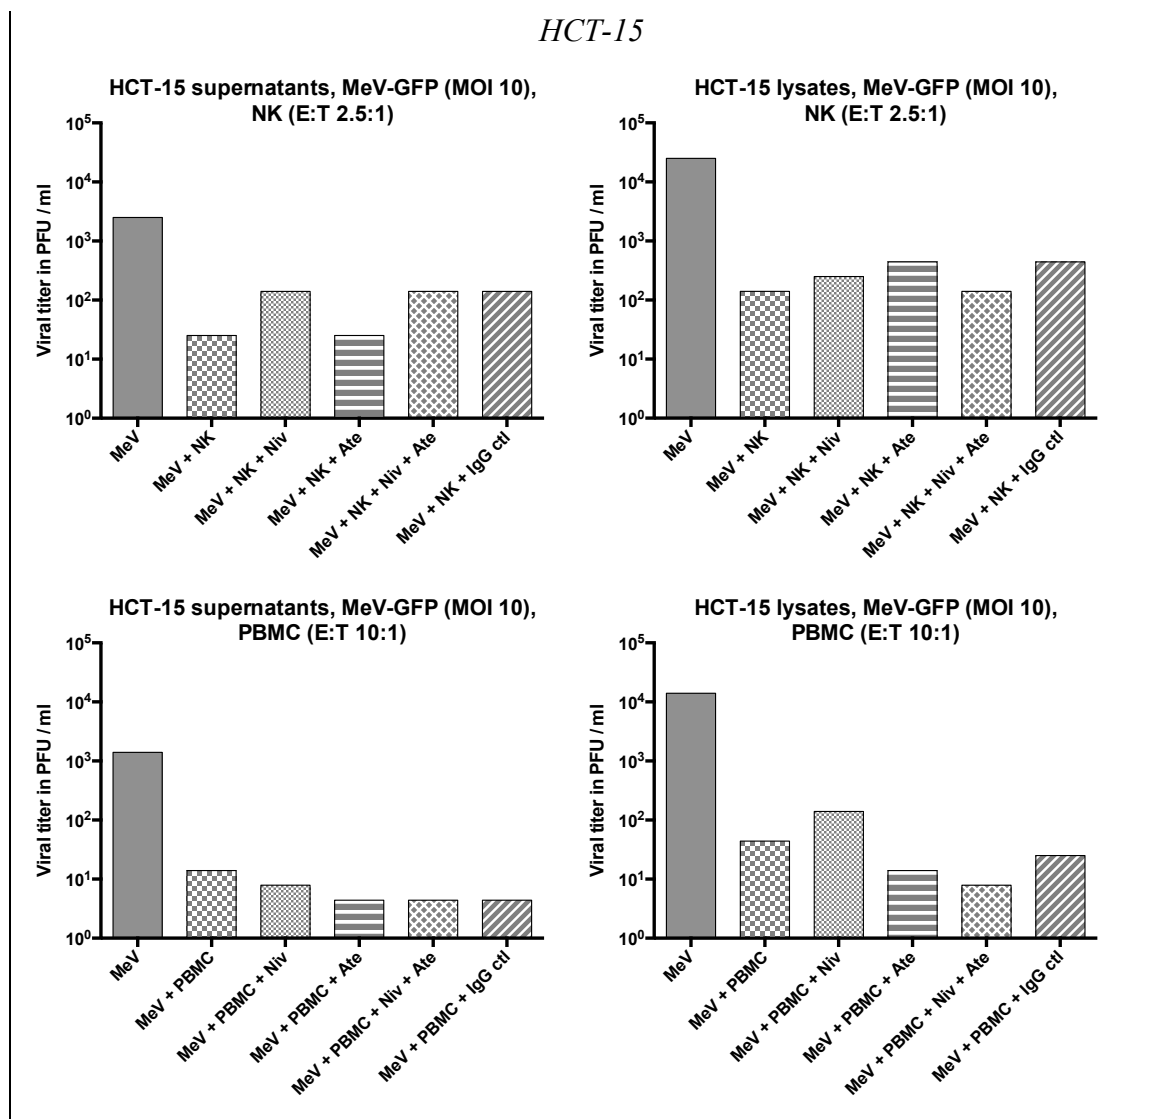 HCT-15
HCT-15 supernatants, MeV-GFP (MOI 10),
NK (E:T 2.5:1)
Viral titer in PFU / ml
10^5
10^4
10^3
10^2
10^1
10^0
MeV
MeV + NK
MeV + NK + Niv
MeV + NK + Ate
MeV + NK + Niv + Ate
MeV + NK + IgG ctl
HCT-15 lysates, MeV-GFP (MOI 10),
NK (E:T 2.5:1)
Viral titer in PFU / ml
10^5
10^4
10^3
10^2
10^1
10^0
MeV
MeV + NK
MeV + NK + Niv
MeV + NK + Ate
MeV + NK + Niv + Ate
MeV + NK + IgG ctl
HCT-15 supernatants, MeV-GFP (MOI 10),
PBMC (E:T 10:1)
Viral titer in PFU / ml
10^5
10^4
10^3
10^2
10^1
10^0
MeV
MeV + PBMC
MeV + PBMC + Niv
MeV + PBMC + Ate
MeV + PBMC + Niv + Ate
MeV + PBMC + IgG ctl
HCT-15 lysates, MeV-GFP (MOI 10),
PBMC (E:T 10:1)
Viral titer in PFU / ml
10^5
10^4
10^3
10^2
10^1
10^0
MeV
MeV + PBMC
MeV + PBMC + Niv
MeV + PBMC + Ate
MeV + PBMC + Niv + Ate
MeV + PBMC + IgG ctl